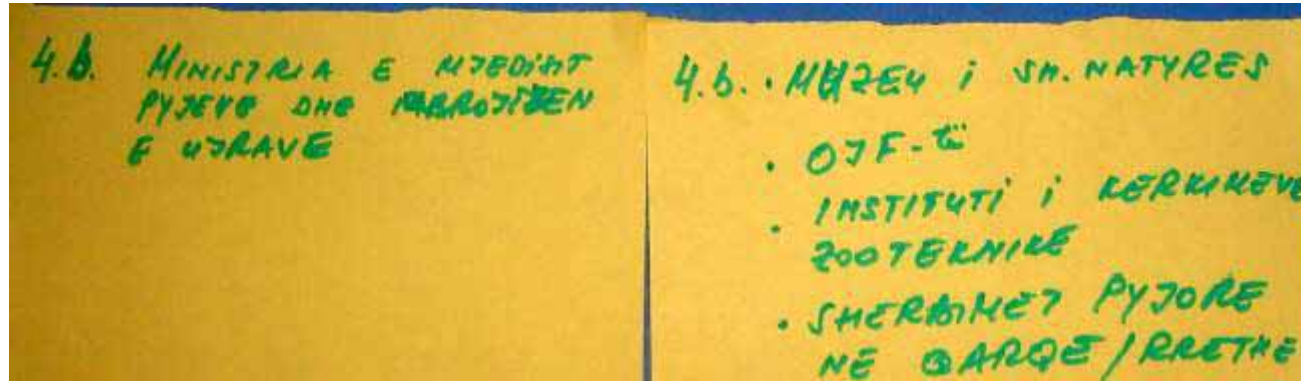 4.b. MINISTRIA E MJEDISIT
PYJEVE DHE MBROJTJEN
E UJRAVE
4.b. • MUZEU i SH. NATYRES
• OJF-të
• INSTITUTI i KERKIMEVE
ZOOTEKNIKE
• SHERBIMET PYJORE
NE QARQE/RRETHE